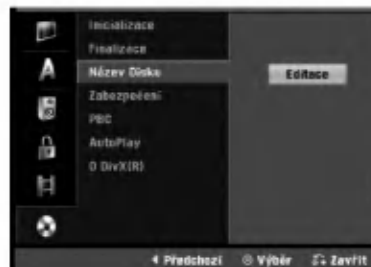 Inicializace
Finalizace
Název Disku
Editace
Zabezpečení
PBC
AutoPlay
O DivX(R)
Předchozí Výběr Zavřít